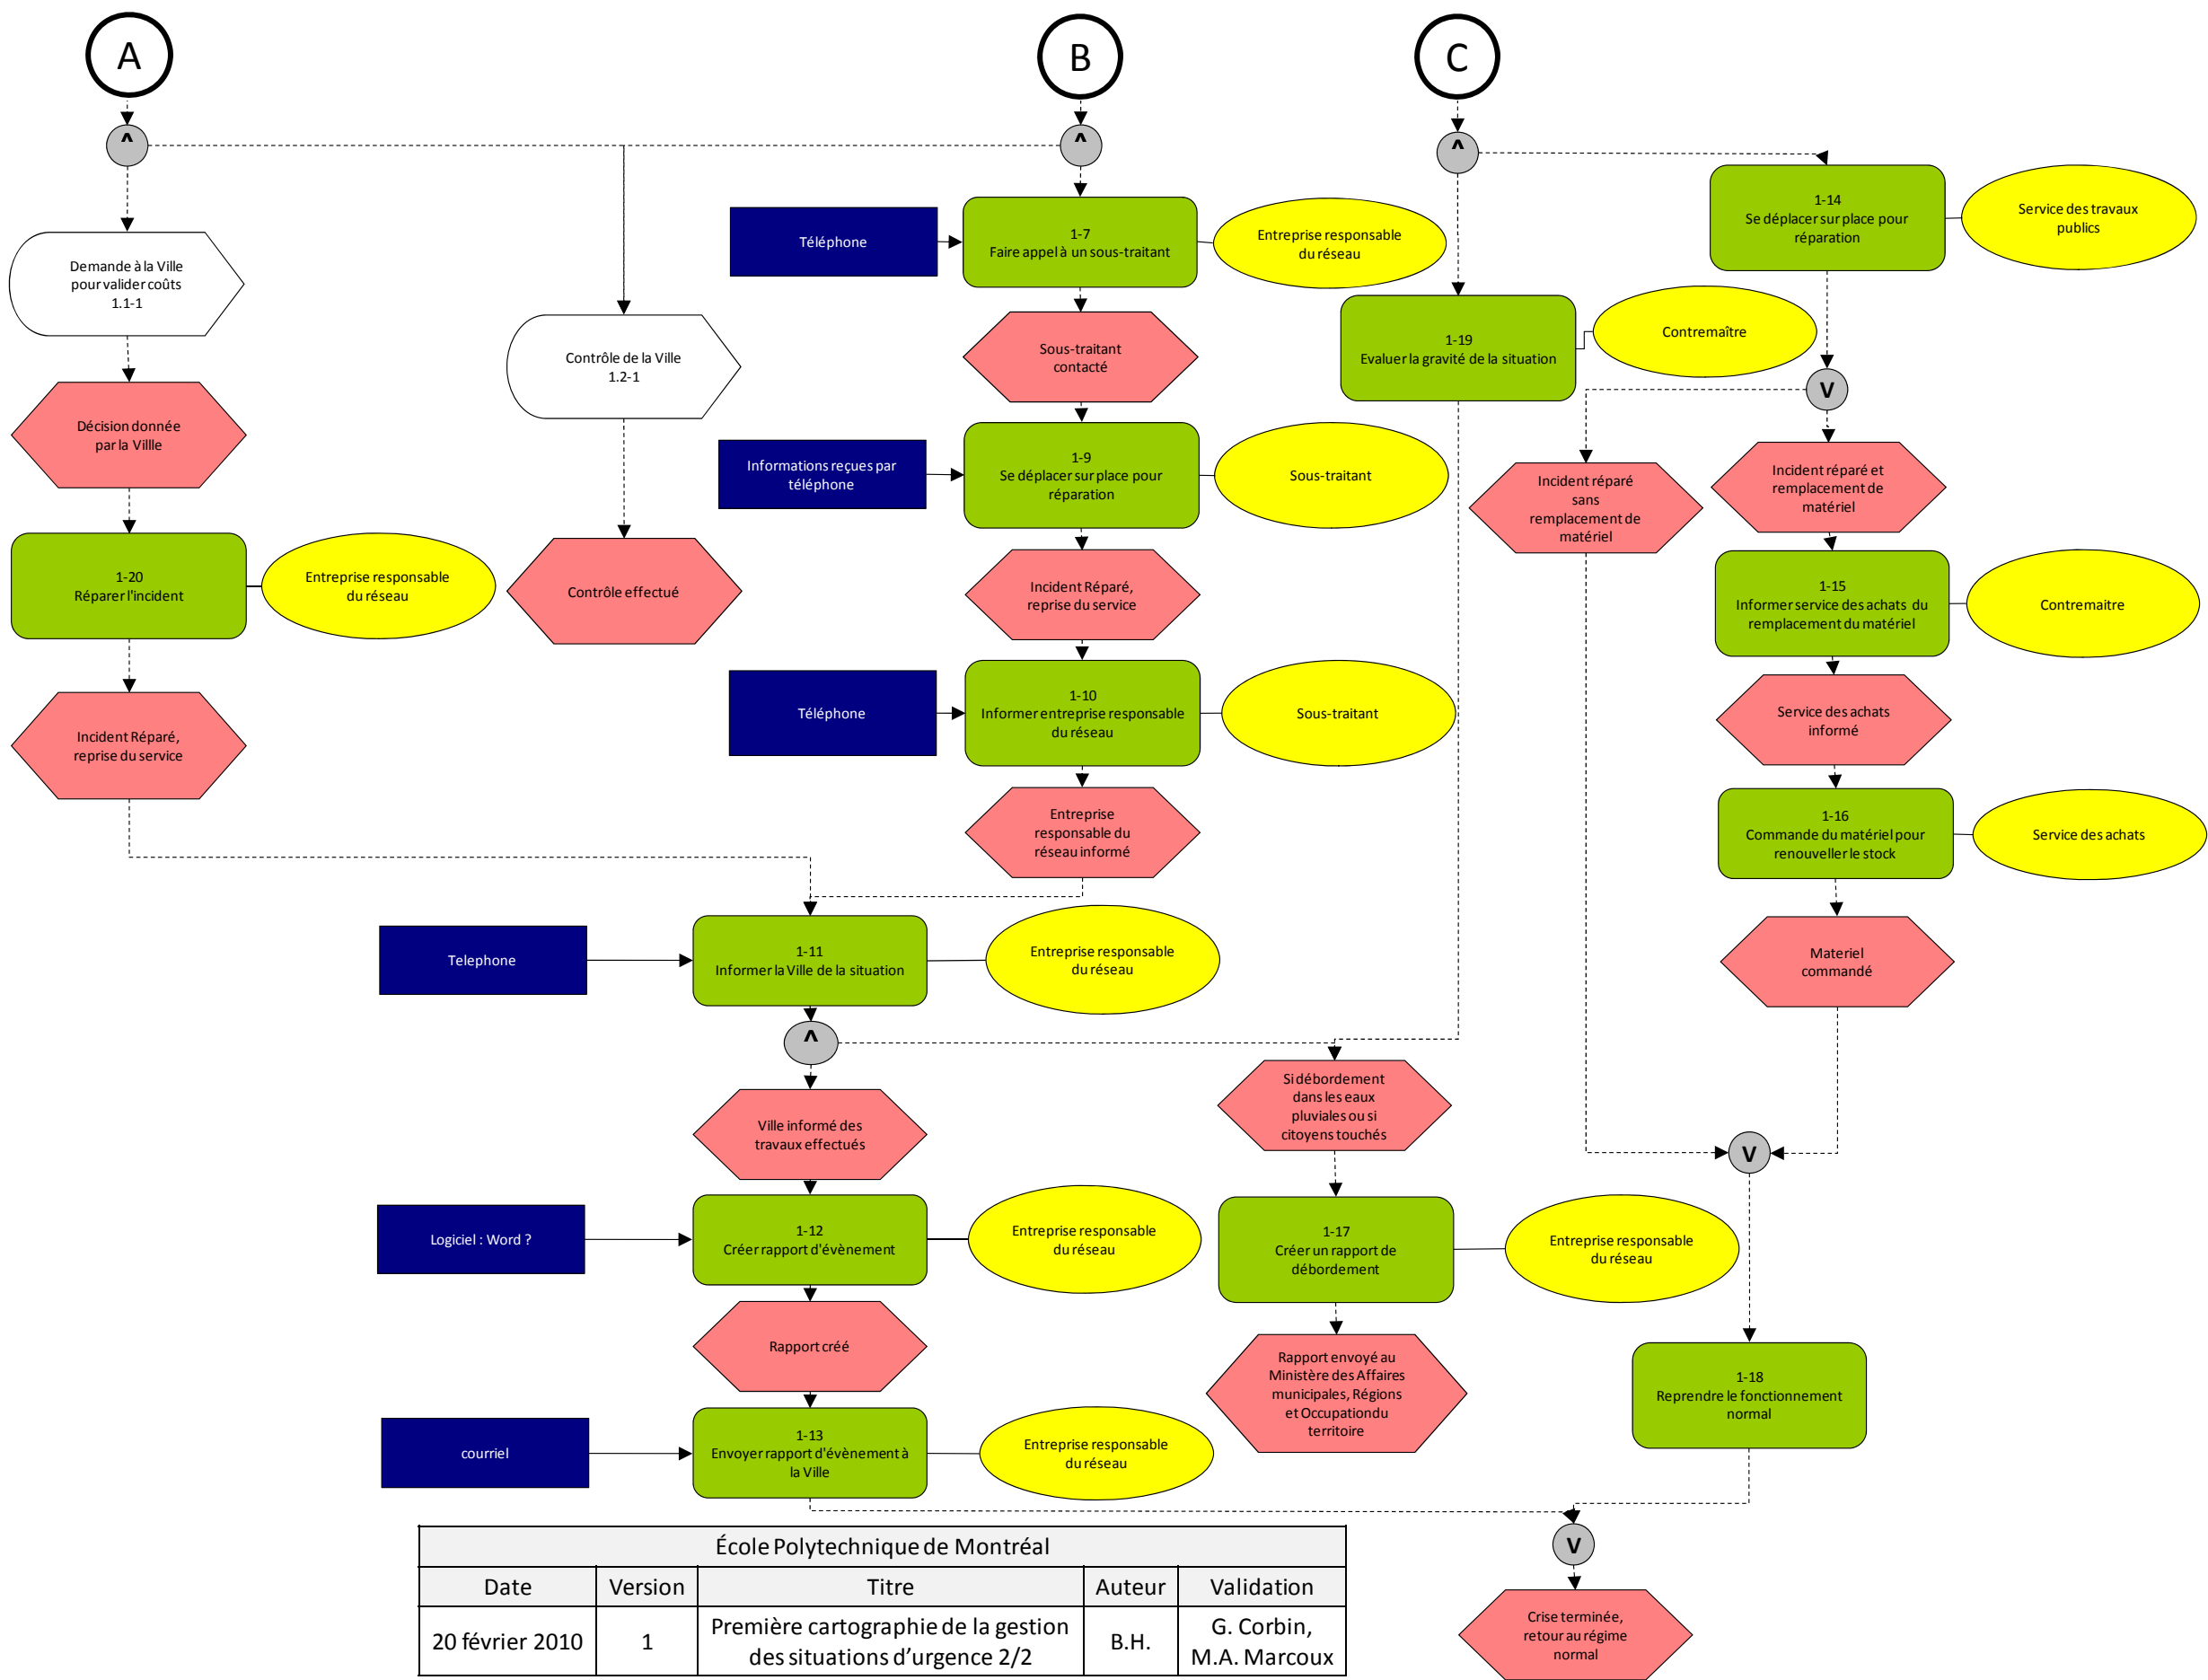 A
B
C
^
^
^
Demande à la Ville
pour valider coûts
1.1-1
Décision donnée
par la Villle
1-20
Réparer l'incident
Entreprise responsable
du réseau
Incident Réparé,
reprise du service
Contrôle de la Ville
1.2-1
Contrôle effectué
Téléphone
1-7
Faire appel à un sous-traitant
Entreprise responsable
du réseau
Sous-traitant
contacté
Informations reçues par
téléphone
1-9
Se déplacer sur place pour
réparation
Sous-traitant
Incident Réparé,
reprise du service
Téléphone
1-10
Informer entreprise responsable
du réseau
Sous-traitant
Entreprise
responsable du
réseau informé
1-14
Se déplacer sur place pour
réparation
Service des travaux
publics
1-19
Evaluer la gravité de la situation
Contremaître
V
Incident réparé
sans
remplacement de
matériel
Incident réparé et
remplacement de
matériel
1-15
Informer service des achats du
remplacement du matériel
Contremaitre
Service des achats
informé
1-16
Commande du matériel pour
renouveller le stock
Service des achats
Materiel
commandé
Telephone
1-11
Informer la Ville de la situation
Entreprise responsable
du réseau
^
Ville informé des
travaux effectués
Si débordement
dans les eaux
pluviales ou si
citoyens touchés
V
Logiciel : Word ?
1-12
Créer rapport d'évènement
Entreprise responsable
du réseau
1-17
Créer un rapport de
débordement
Entreprise responsable
du réseau
Rapport créé
Rapport envoyé au
Ministère des Affaires
municipales, Régions
et Occupation du
territoire
1-18
Reprendre le fonctionnement
normal
courriel
1-13
Envoyer rapport d'évènement à
la Ville
Entreprise responsable
du réseau
V
Crise terminée,
retour au régime
normal
École Polytechnique de Montréal
Date Version Titre Auteur Validation
20 février 2010 1 Première cartographie de la gestion
des situations d’urgence 2/2 B.H. G. Corbin,
M.A. Marcoux